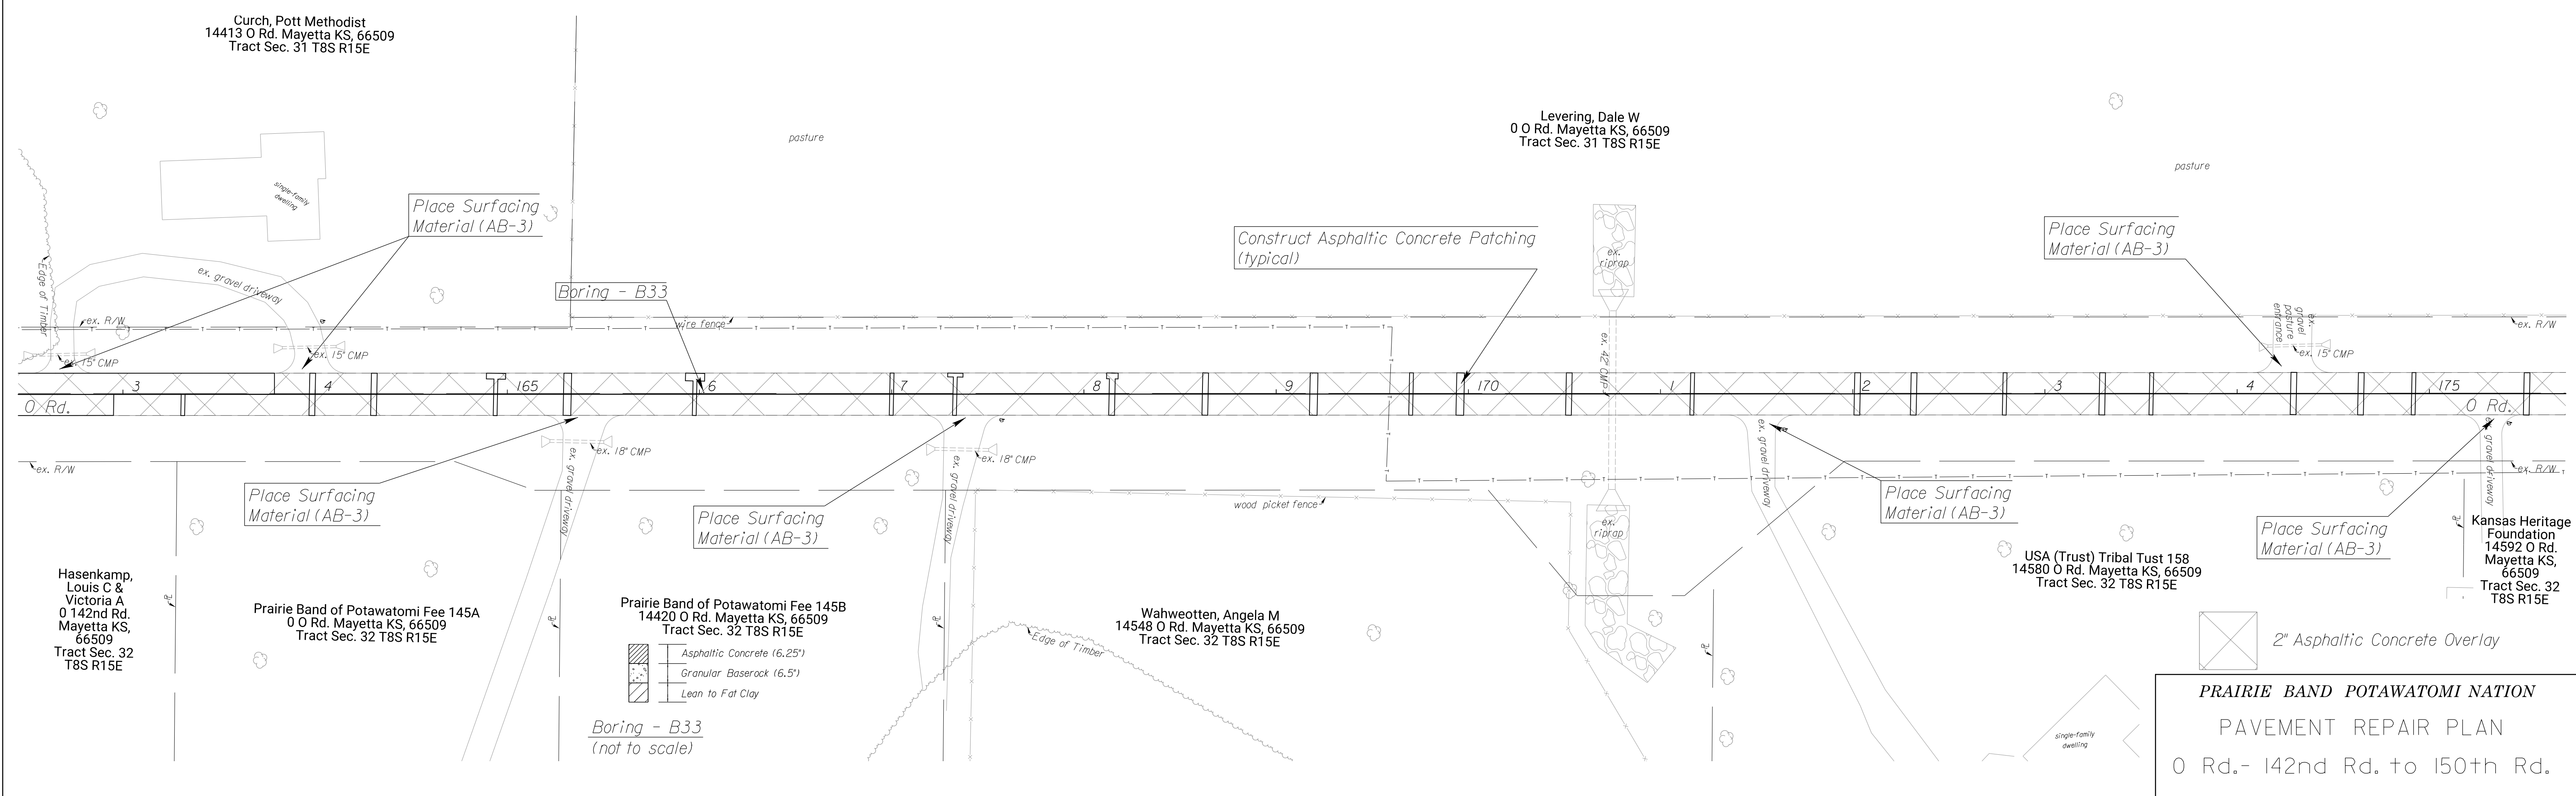 Curch, Pott Methodist
14413 O Rd. Mayetta KS, 66509
Tract Sec. 31 T8S R15E
pasture
Levering, Dale W
0 O Rd. Mayetta KS, 66509
Tract Sec. 31 T8S R15E
pasture
single-family
dwelling
Place Surfacing
Material (AB-3)
Construct Asphaltic Concrete Patching
(typical)
Place Surfacing
Material (AB-3)
ex.
riprap
Edge of Timber
ex. gravel driveway
Boring - B33
ex. R/W
wire fence
ex. gravel
pasture
entrance
ex. R/W
ex. 15" CMP
ex. 15" CMP
ex. 42" CMP
ex. 15" CMP
3
4
165
6
7
8
9
170
1
2
3
4
175
O Rd.
O Rd.
ex. R/W
ex. 18" CMP
ex. gravel driveway
ex. 18" CMP
ex. gravel driveway
ex. gravel driveway
ex. gravel driveway
ex. R/W
Place Surfacing
Material (AB-3)
Place Surfacing
Material (AB-3)
wood picket fence
Place Surfacing
Material (AB-3)
Place Surfacing
Material (AB-3)
ex.
riprap
Hasenkamp,
Louis C &
Victoria A
0 142nd Rd.
Mayetta KS,
66509
Tract Sec. 32
T8S R15E
Prairie Band of Potawatomi Fee 145A
0 O Rd. Mayetta KS, 66509
Tract Sec. 32 T8S R15E
Prairie Band of Potawatomi Fee 145B
14420 O Rd. Mayetta KS, 66509
Tract Sec. 32 T8S R15E
Wahweotten, Angela M
14548 O Rd. Mayetta KS, 66509
Tract Sec. 32 T8S R15E
USA (Trust) Tribal Tust 158
14580 O Rd. Mayetta KS, 66509
Tract Sec. 32 T8S R15E
Kansas Heritage
Foundation
14592 O Rd.
Mayetta KS,
66509
Tract Sec. 32
T8S R15E
Edge of Timber
Asphaltic Concrete (6.25")
Granular Baserock (6.5")
Lean to Fat Clay
Boring - B33
(not to scale)
2" Asphaltic Concrete Overlay
single-family
dwelling
PRAIRIE BAND POTAWATOMI NATION
PAVEMENT REPAIR PLAN
O Rd.- 142nd Rd. to 150th Rd.